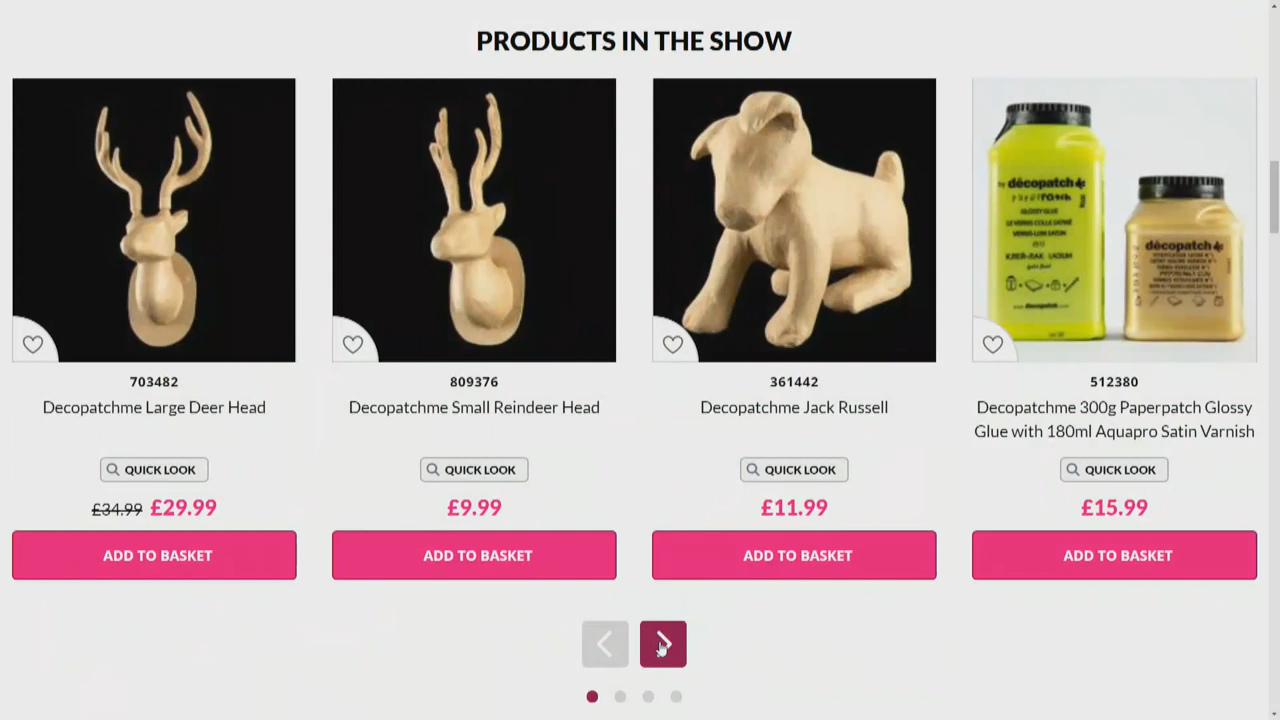 PRODUCTS IN THE SHOW
décopatch
GLOSSY GLUE
décopatch
703482
809376
361442
512380
Decopatchme Large Deer Head
Decopatchme Small Reindeer Head
Decopatchme Jack Russell
Decopatchme 300g Paperpatch Glossy
Glue with 180ml Aquapro Satin Varnish
QUICK LOOK
QUICK LOOK
QUICK LOOK
QUICK LOOK
£34.99 £29.99
£9.99
£11.99
£15.99
ADD TO BASKET
ADD TO BASKET
ADD TO BASKET
ADD TO BASKET